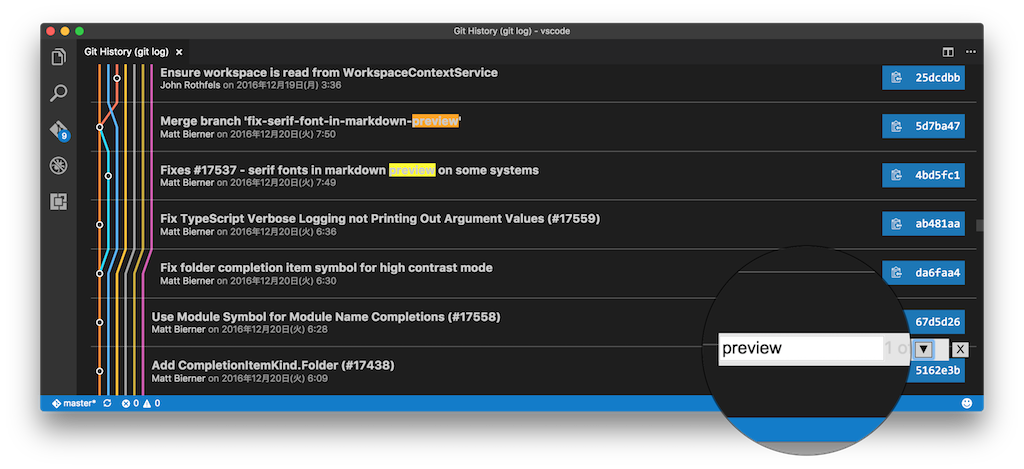 Git History (git log) - vscode
Git History (git log) ×
Ensure workspace is read from WorkspaceContextService
John Rothfels on 2016年12月19日(月) 3:36
25dcdbb
Merge branch 'fix-serif-font-in-markdown-preview'
Matt Bierner on 2016年12月20日(火) 7:50
5d7ba47
Fixes #17537 - serif fonts in markdown preview on some systems
Matt Bierner on 2016年12月20日(火) 7:49
4bd5fc1
9
Fix TypeScript Verbose Logging not Printing Out Argument Values (#17559)
Matt Bierner on 2016年12月20日(火) 6:36
ab481aa
Fix folder completion item symbol for high contrast mode
Matt Bierner on 2016年12月20日(火) 6:30
da6faa4
Use Module Symbol for Module Name Completions (#17558)
Matt Bierner on 2016年12月20日(火) 6:28
67d5d26
preview 1 of ▼ X
Add CompletionItemKind.Folder (#17438)
Matt Bierner on 2016年12月20日(火) 6:09
5162e3b
master* 0 0